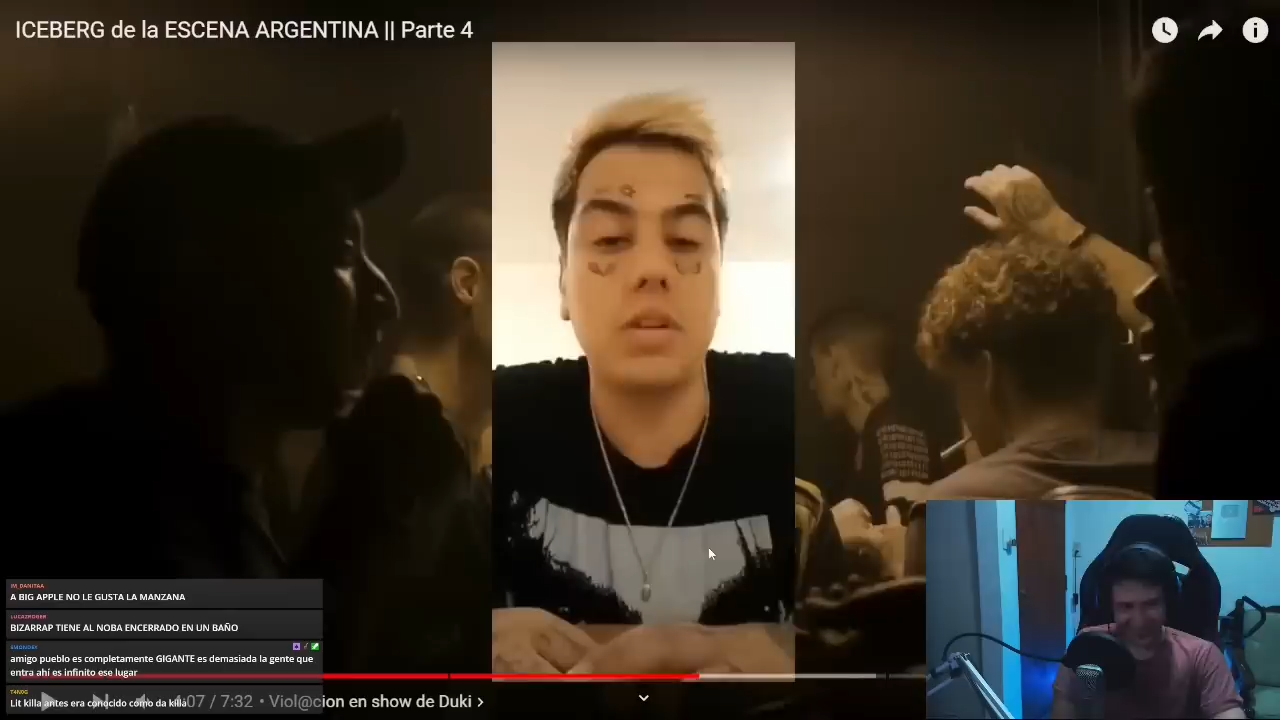 ICEBERG de la ESCENA ARGENTINA || Parte 4
IM_DANITAA
A BIG APPLE NO LE GUSTA LA MANZANA
BIZARRAP TIENE AL NOBA ENCERRADO EN UN BAÑO
amigo pueblo es completamente GIGANTE es demasiada la gente que
entra ahí es infinito ese lugar
Lit killa antes era conocido como da killa
4:07 / 7:32 • Viol@cion en show de Duki ›